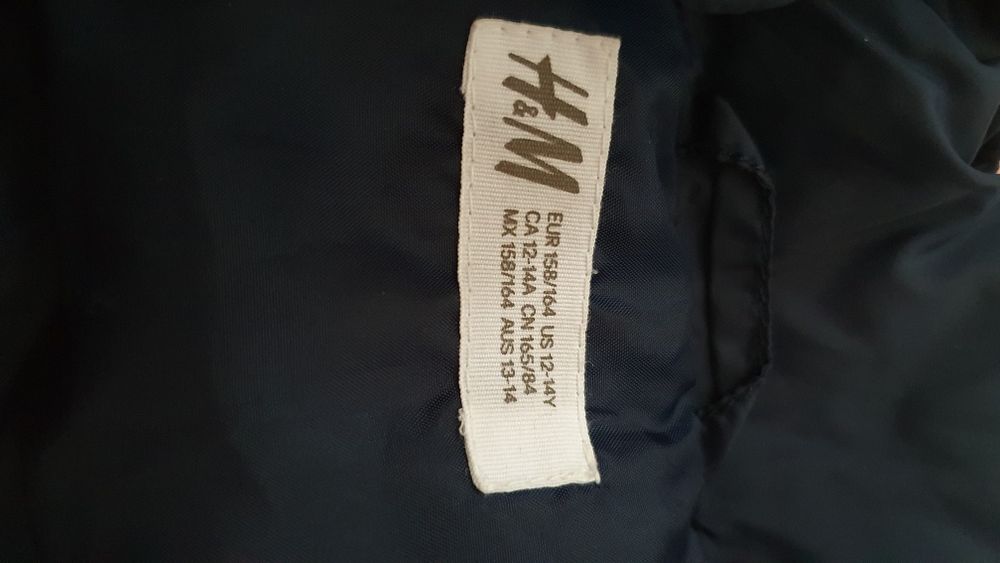 H&M
EUR 158/164 US 12-14Y
CA 12-14A CN 165/84
MX 158/164 AUS 13-14